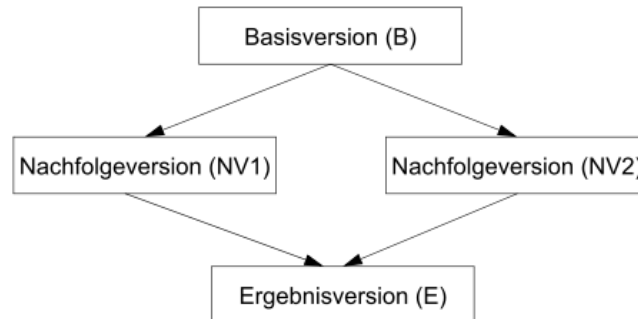 Basisversion (B)
Nachfolgeversion (NV1)
Nachfolgeversion (NV2)
Ergebnisversion (E)